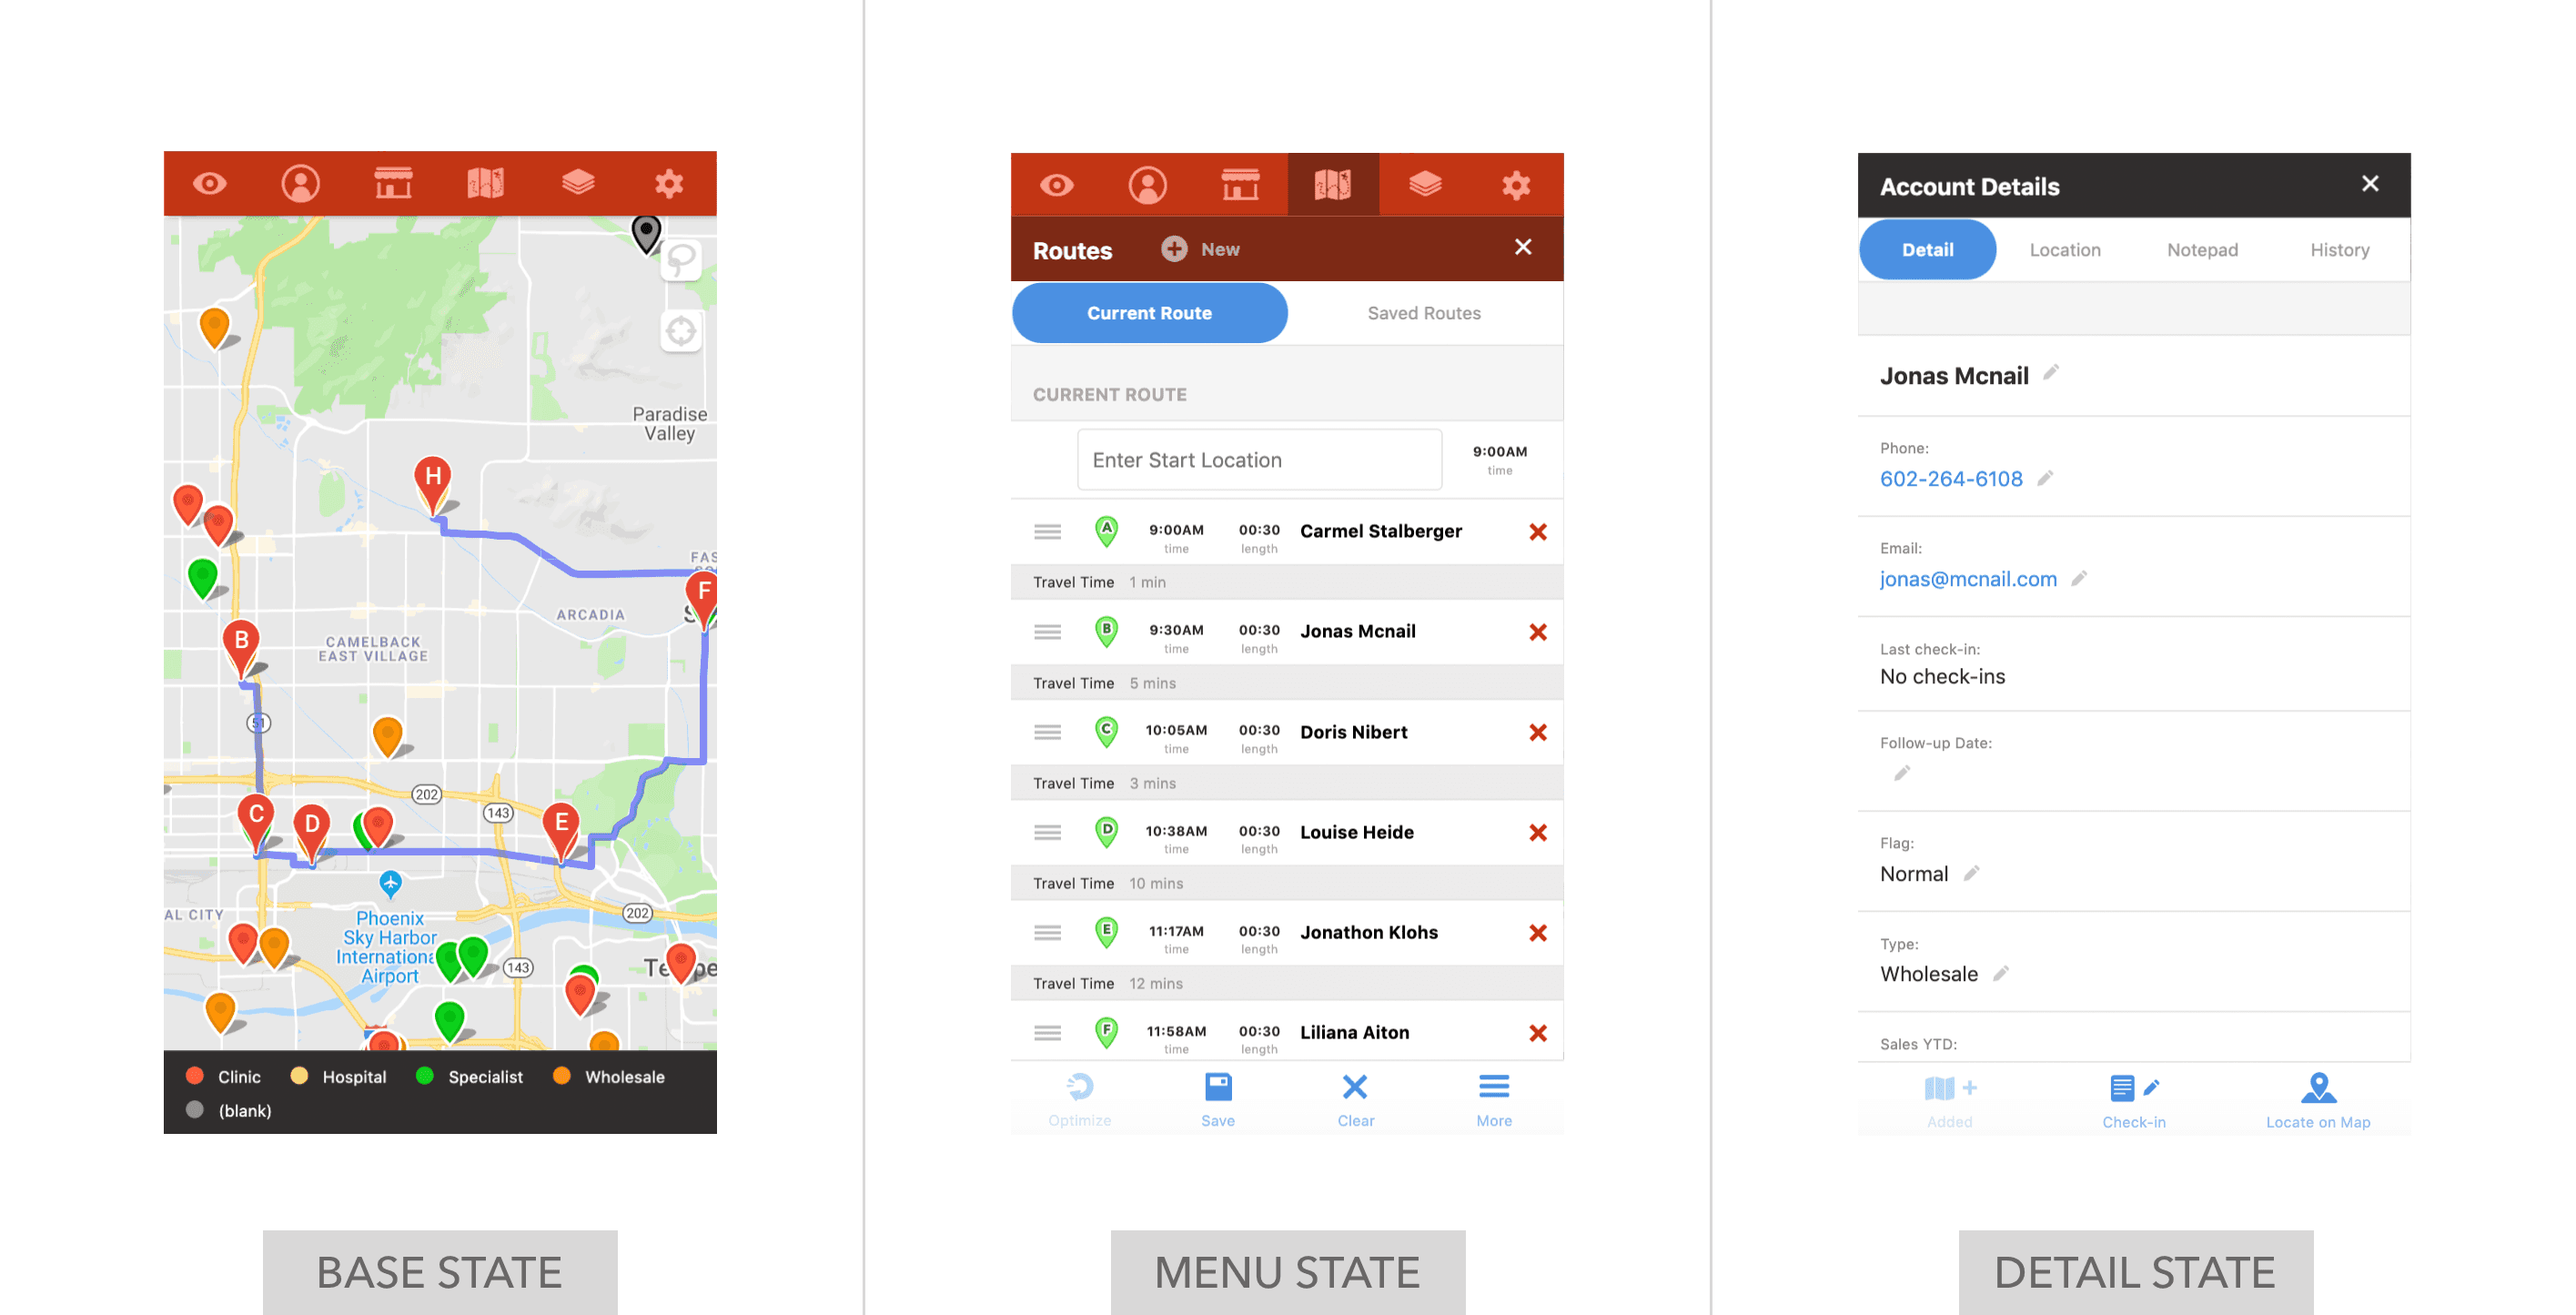 H
Paradise
Valley
F
ARCADIA
B
CAMELBACK
EAST VILLAGE
51
202
143
C
D
E
AL CITY
202
Phoenix
Sky Harbor
Internationa
Airport
143
Clinic
Hospital
Specialist
Wholesale
(blank)
BASE STATE
Routes
New
Current Route
Saved Routes
CURRENT ROUTE
Enter Start Location
9:00AM
time
A
9:00AM
time
00:30
length
Carmel Stalberger
Travel Time 1 min
B
9:30AM
time
00:30
length
Jonas Mcnail
Travel Time 5 mins
C
10:05AM
time
00:30
length
Doris Nibert
Travel Time 3 mins
D
10:38AM
time
00:30
length
Louise Heide
Travel Time 10 mins
E
11:17AM
time
00:30
length
Jonathon Klohs
Travel Time 12 mins
F
11:58AM
time
00:30
length
Liliana Aiton
Optimize
Save
Clear
More
MENU STATE
Account Details
Detail
Location
Notepad
History
Jonas Mcnail
Phone:
602-264-6108
Email:
jonas@mcnail.com
Last check-in:
No check-ins
Follow-up Date:
Flag:
Normal
Type:
Wholesale
Sales YTD:
Added
Check-in
Locate on Map
DETAIL STATE